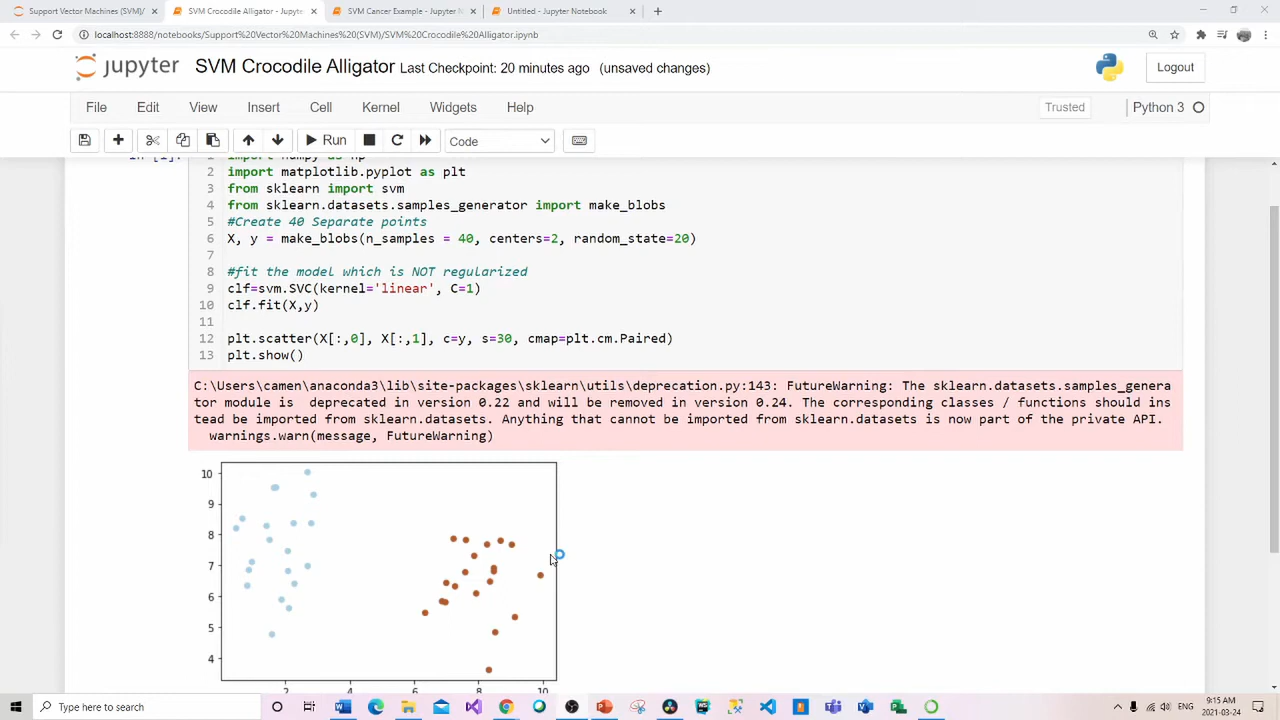 Support Vector Machines (SVM)/
SVM Crocodile Alligator - Jupyte
SVM Cancer Example - Jupyter N
Untitled - Jupyter Notebook
localhost:8888/notebooks/Support%20Vector%20Machines%20(SVM)/SVM%20Crocodile%20Alligator.ipynb
jupyter SVM Crocodile Alligator Last Checkpoint: 20 minutes ago (unsaved changes)
Logout
File Edit View Insert Cell Kernel Widgets Help
Trusted
Python 3
Run
Code
1 import numpy as np
2 import matplotlib.pyplot as plt
3 from sklearn import svm
4 from sklearn.datasets.samples_generator import make_blobs
5 #Create 40 Separate points
6 X, y = make_blobs(n_samples = 40, centers=2, random_state=20)
7
8 #fit the model which is NOT regularized
9 clf=svm.SVC(kernel='linear', C=1)
10 clf.fit(X,y)
11
12 plt.scatter(X[:,0], X[:,1], c=y, s=30, cmap=plt.cm.Paired)
13 plt.show()
C:\Users\camen\anaconda3\lib\site-packages\sklearn\utils\deprecation.py:143: FutureWarning: The sklearn.datasets.samples_genera
tor module is  deprecated in version 0.22 and will be removed in version 0.24. The corresponding classes / functions should ins
tead be imported from sklearn.datasets. Anything that cannot be imported from sklearn.datasets is now part of the private API.
warnings.warn(message, FutureWarning)
10
9
8
7
6
5
4
2 4 6 8 10
Type here to search
ENG
9:15 AM
2021-03-24